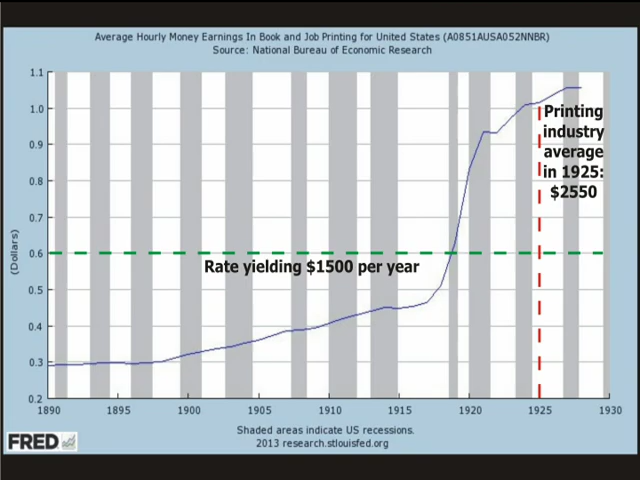 Average Hourly Money Earnings In Book and Job Printing for United States (A0851AUSA052NNBR)
Source: National Bureau of Economic Research
1.1
1.0
0.9
0.8
0.7
0.6
0.5
0.4
0.3
0.2
(Dollars)
Printing
industry
average
in 1925:
$2550
Rate yielding $1500 per year
1890 1895 1900 1905 1910 1915 1920 1925 1930
Shaded areas indicate US recessions.
2013 research.stlouisfed.org
FRED